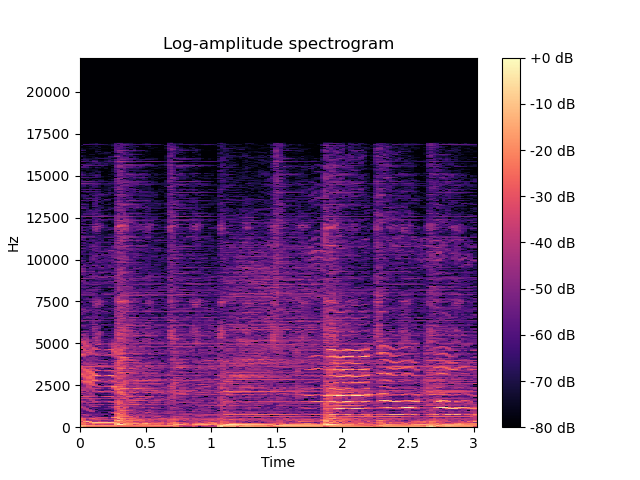 Log-amplitude spectrogram
Hz
20000
17500
15000
12500
10000
7500
5000
2500
0
0 0.5 1 1.5 2 2.5 3
Time
+0 dB
-10 dB
-20 dB
-30 dB
-40 dB
-50 dB
-60 dB
-70 dB
-80 dB